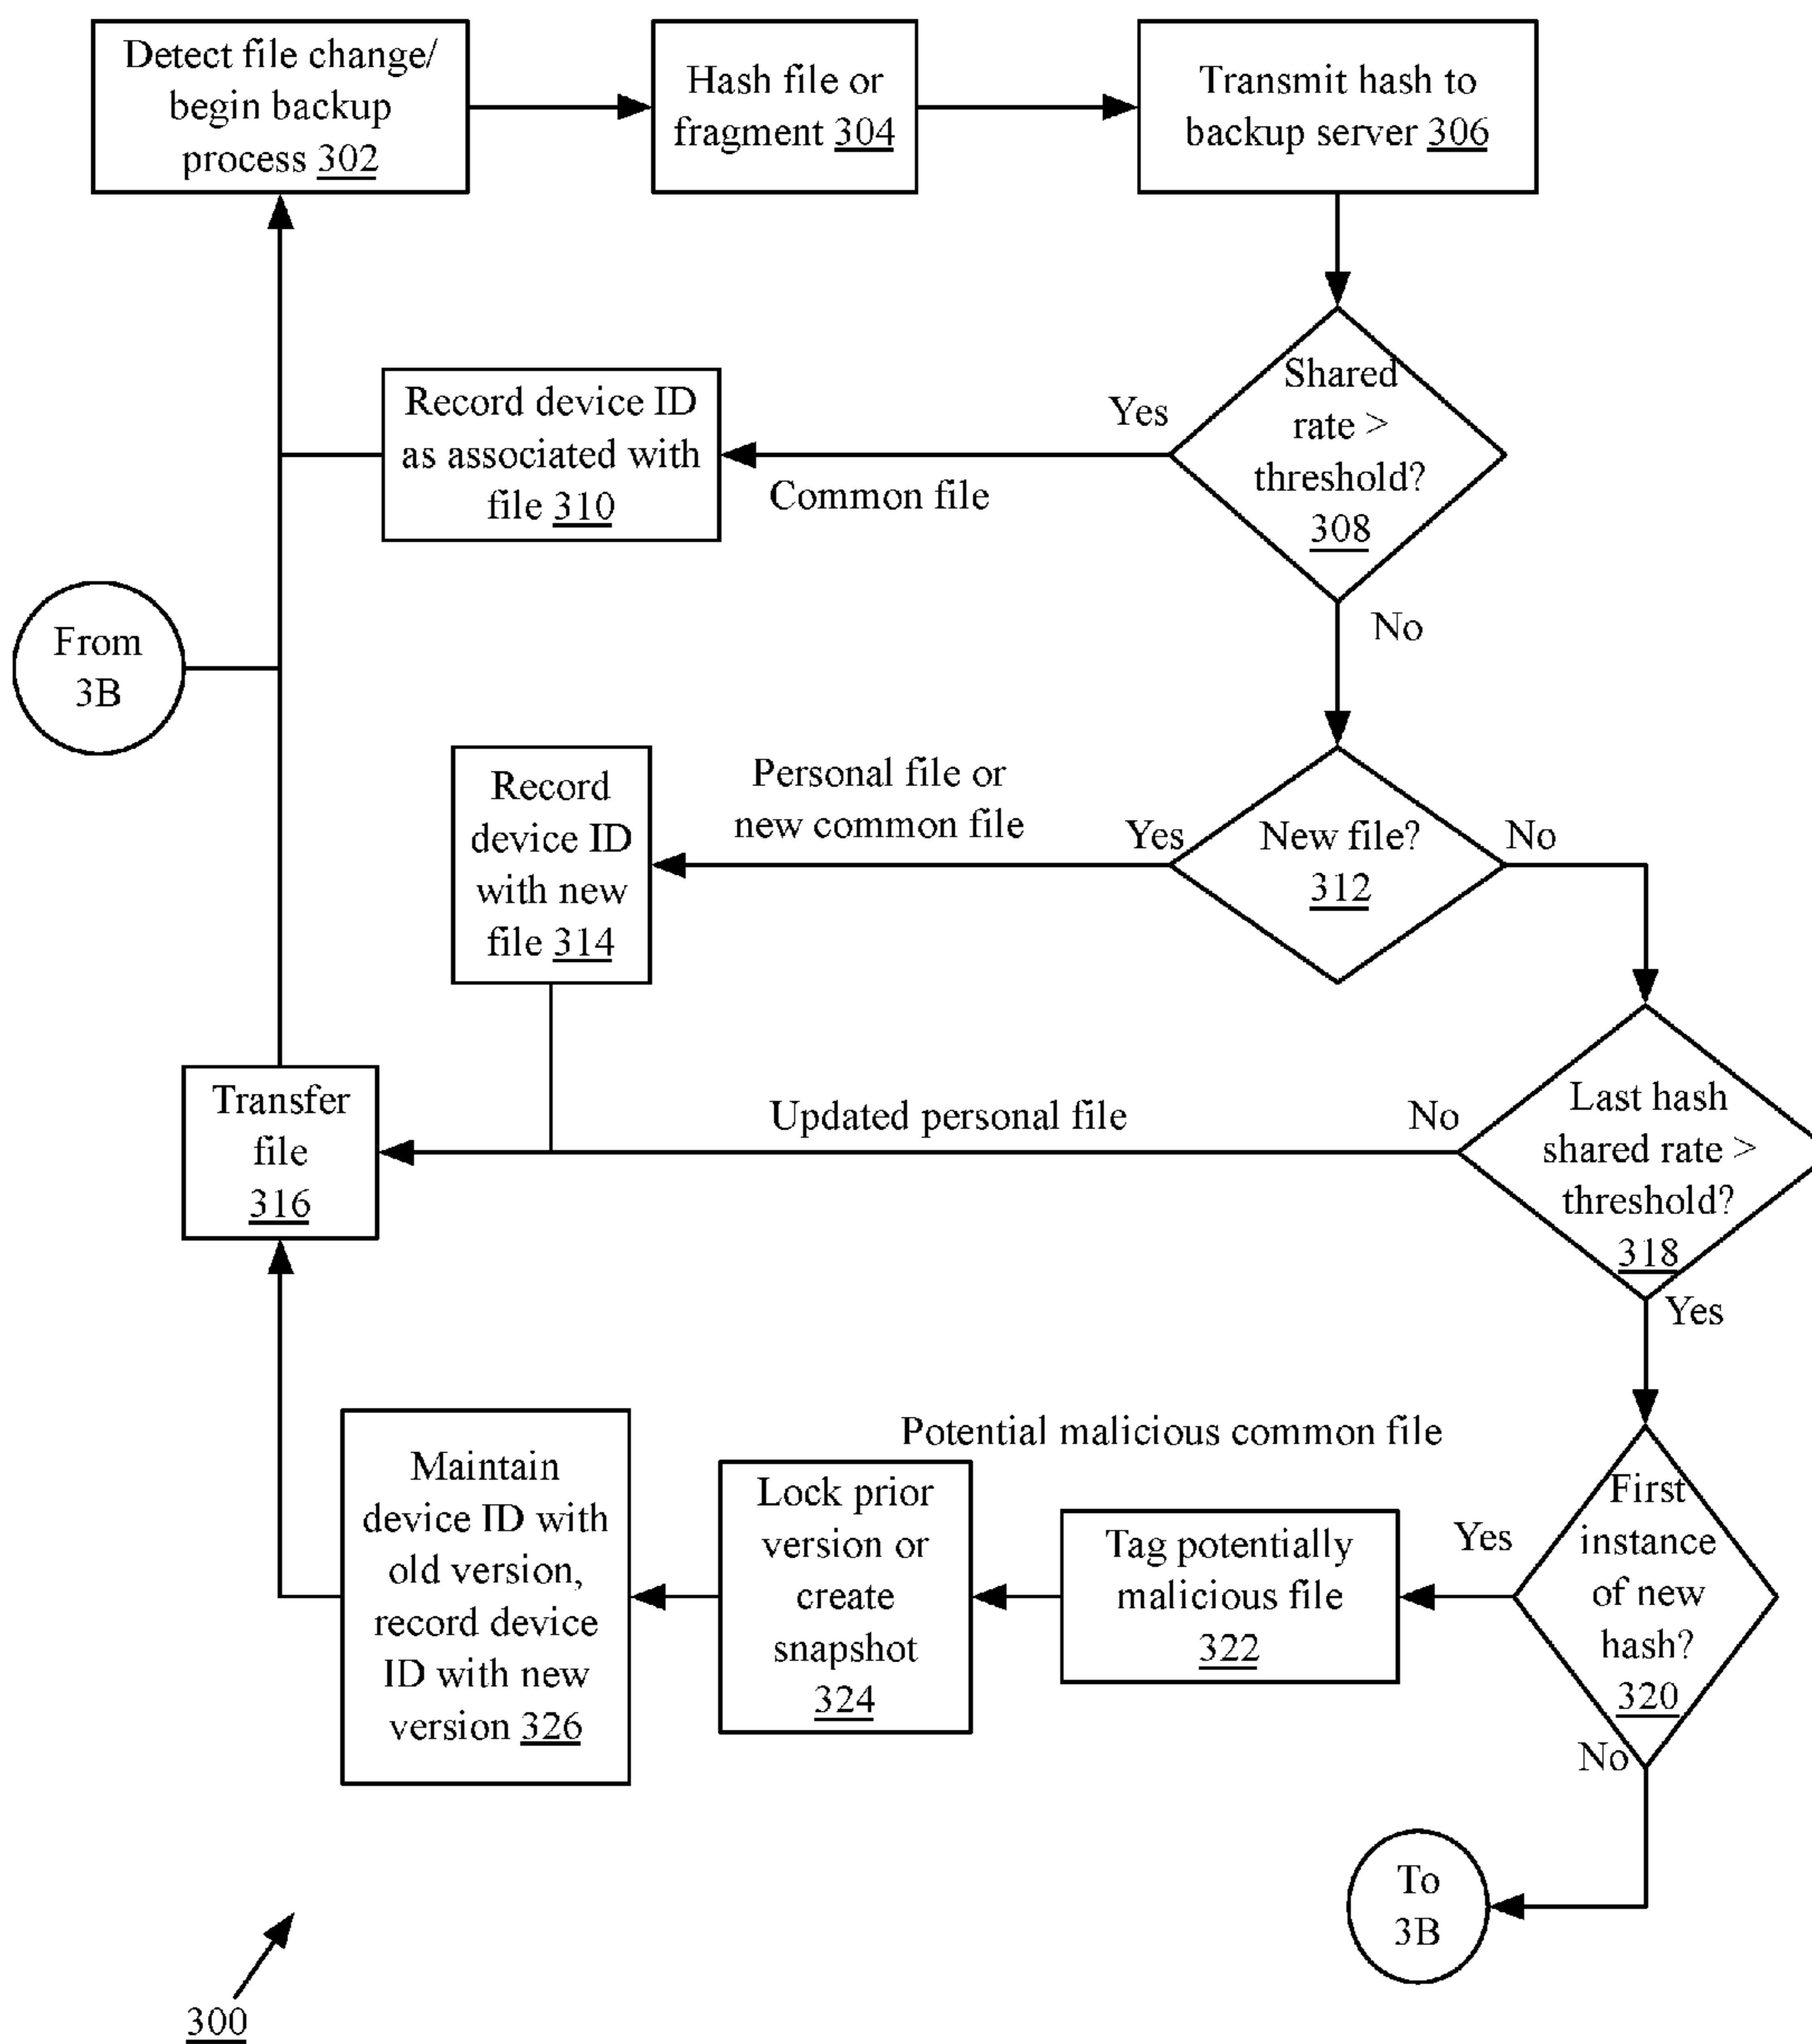 Detect file change/
begin backup
process 302
Hash file or
fragment 304
Transmit hash to
backup server 306
Shared
rate >
threshold?
308
Yes
Common file
No
Record device ID
as associated with
file 310
From
3B
New file?
312
Yes
No
Personal file or
new common file
Record
device ID
with new
file 314
Last hash
shared rate >
threshold?
318
No
Yes
Updated personal file
Transfer
file
316
First
instance
of new
hash?
320
Yes
No
Potential malicious common file
Tag potentially
malicious file
322
Lock prior
version or
create
snapshot
324
Maintain
device ID with
old version,
record device
ID with new
version 326
To
3B
300